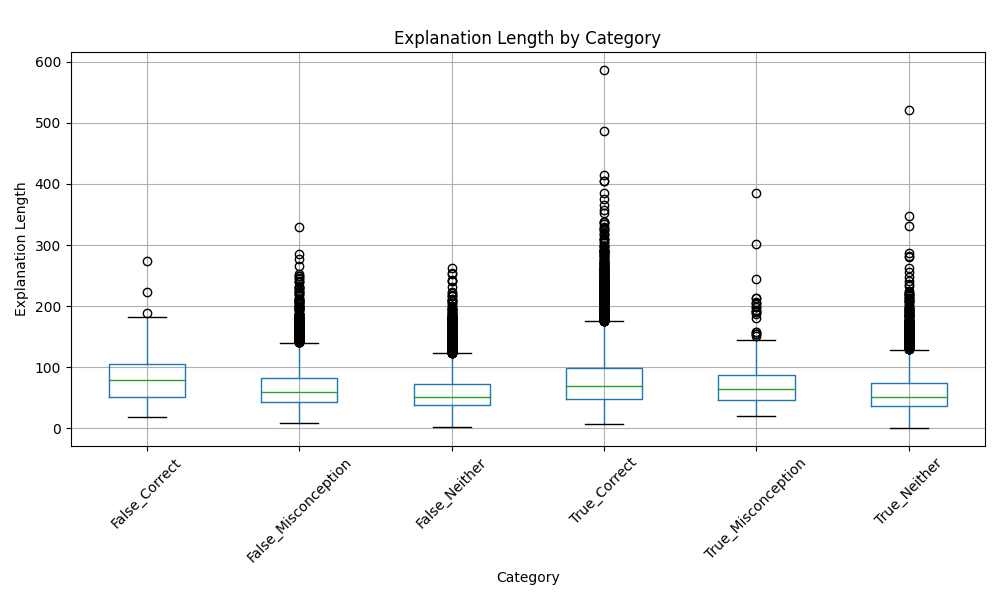 Explanation Length by Category
Explanation Length
600
500
400
300
200
100
0
False_Correct
False_Misconception
False_Neither
True_Correct
True_Misconception
True_Neither
Category